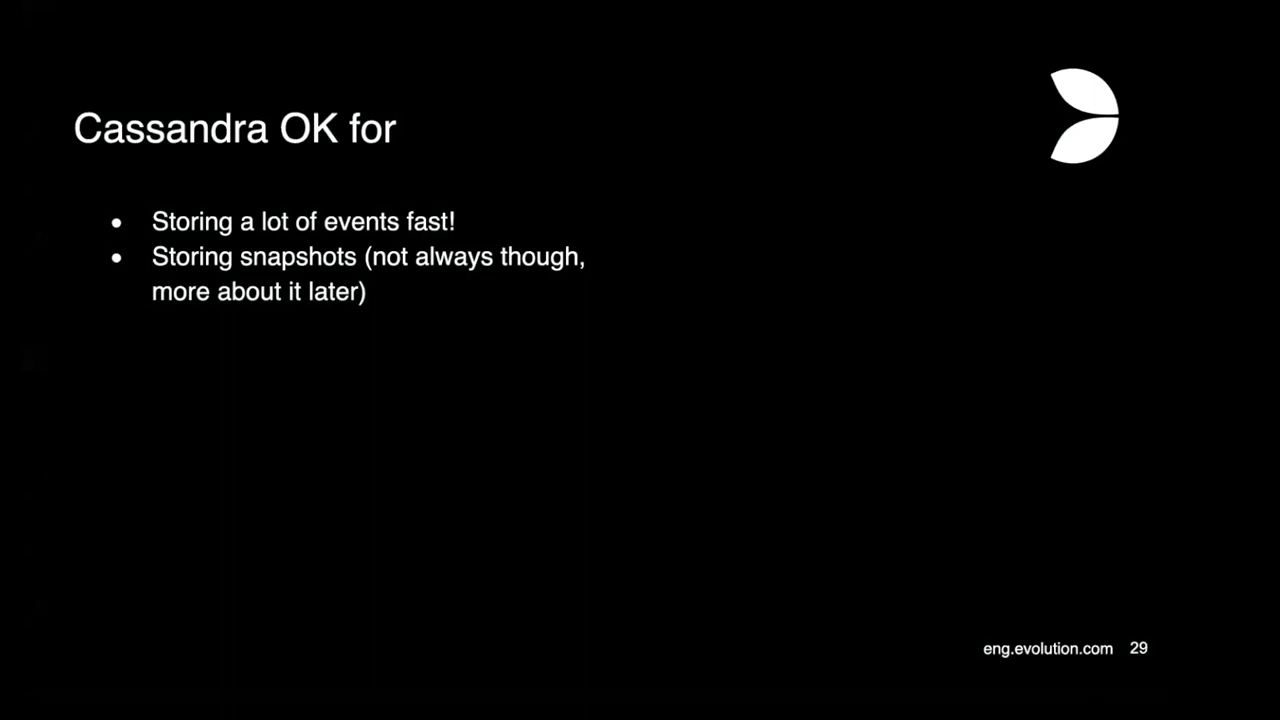 Cassandra OK for
• Storing a lot of events fast!
• Storing snapshots (not always though,
more about it later)
eng.evolution.com 29